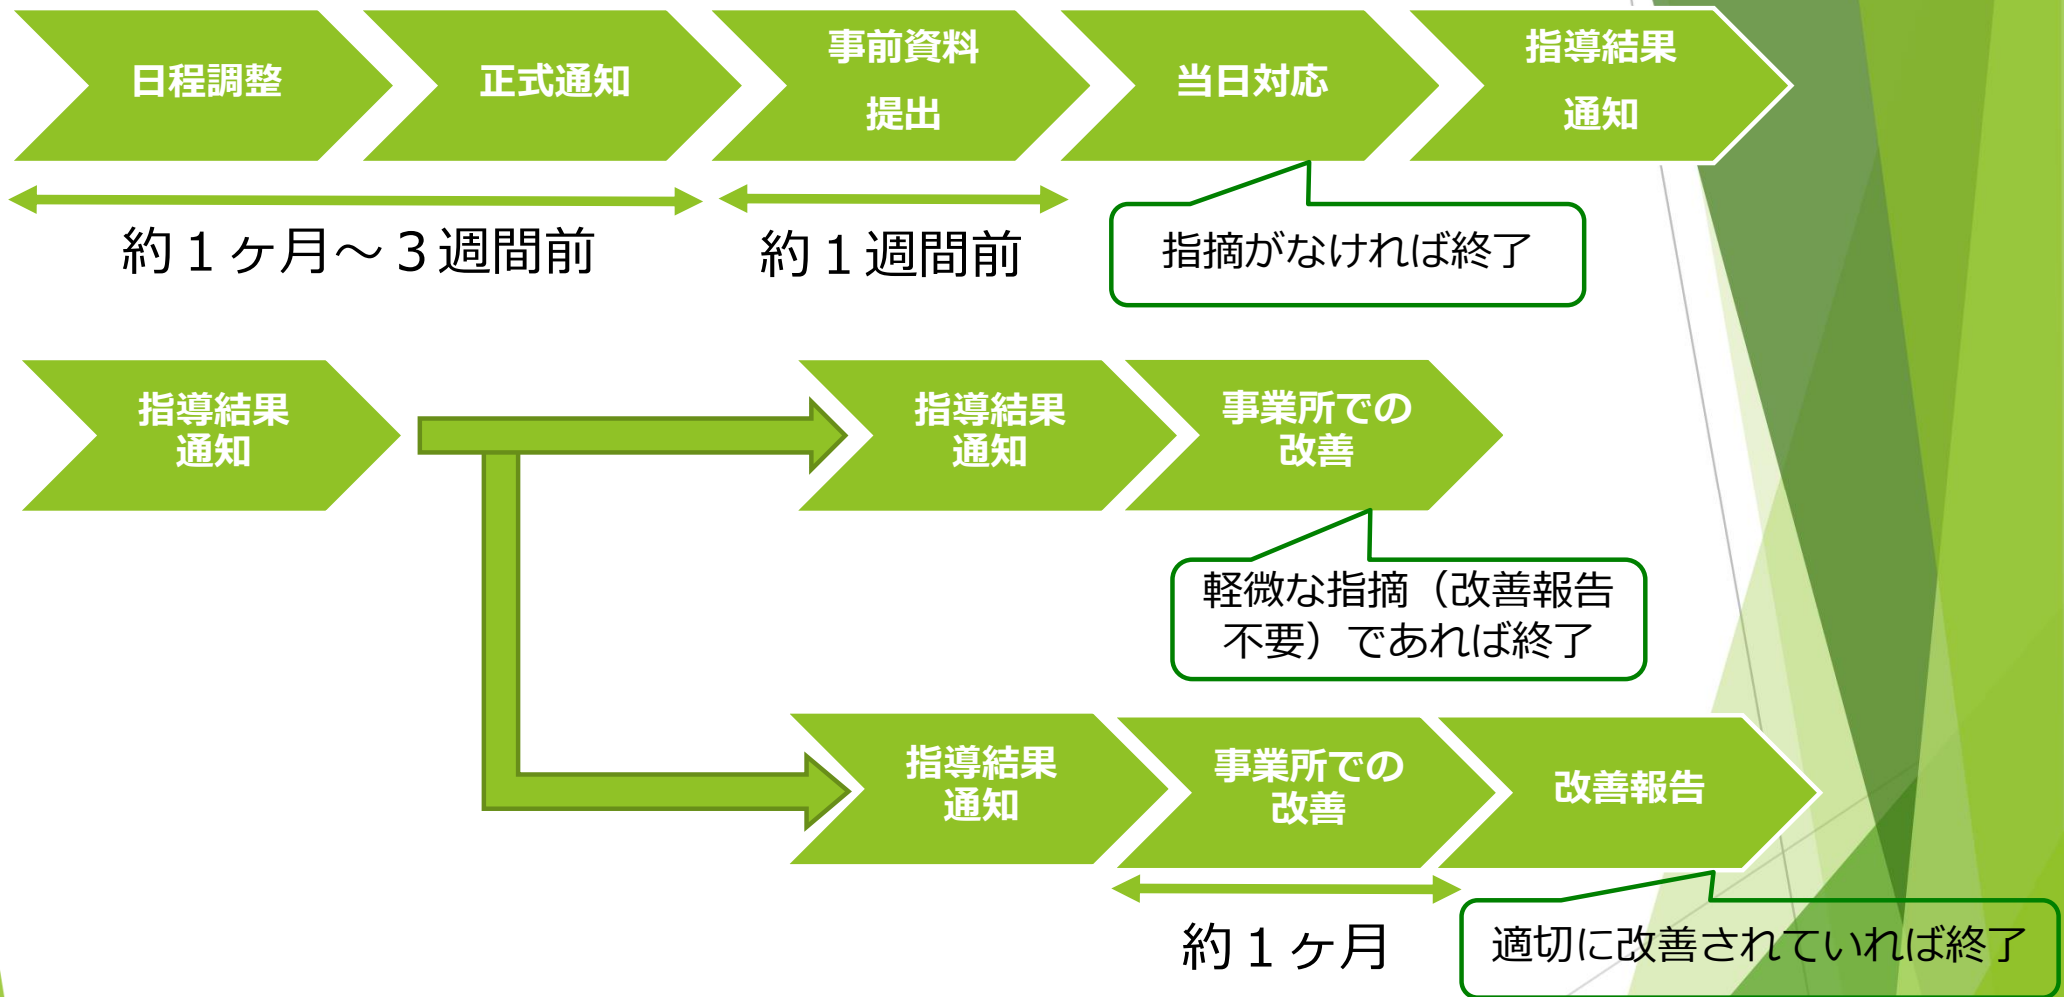 日程調整
正式通知
事前資料
提出
当日対応
指導結果
通知
約１ヶ月～３週間前
約１週間前
指摘がなければ終了
指導結果
通知
指導結果
通知
事業所での
改善
軽微な指摘（改善報告
不要）であれば終了
指導結果
通知
事業所での
改善
改善報告
約１ヶ月
適切に改善されていれば終了